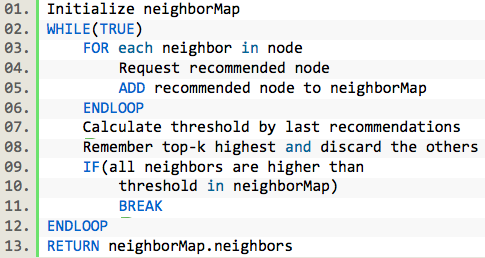 01. Initialize neighborMap
02. WHILE(TRUE)
03.     FOR each neighbor in node
04.         Request recommended node
05.         ADD recommended node to neighborMap
06.     ENDLOOP
07.     Calculate threshold by last recommendations
08.     Remember top-k highest and discard the others
09.     IF(all neighbors are higher than
10.         threshold in neighborMap)
11.         BREAK
12. ENDLOOP
13. RETURN neighborMap.neighbors